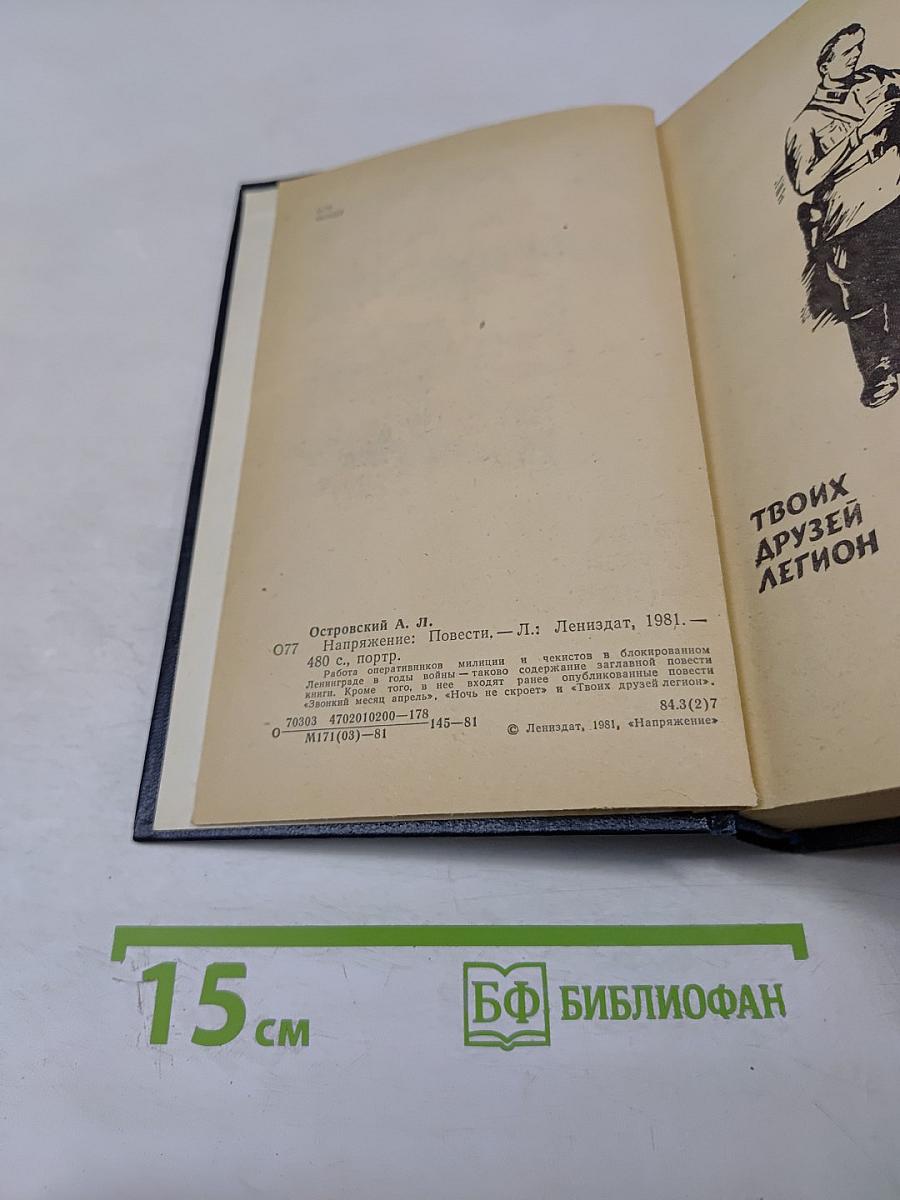 Островский А. Л.
О77 Напряжение: Повести. — Л.: Лениздат, 1981. —
480 с., портр.
Работа оперативников милиции и чекистов в блокированном
Ленинграде в годы войны — таково содержание заглавной повести
книги. Кроме того, в нее входят ранее опубликованные повести
«Звонкий месяц апрель», «Ночь не скроет» и «Твоих друзей легион».
О 70303 4702010200—178 145—81
М171(03)—81
84.3(2)7
© Лениздат, 1981, «Напряжение»
ТВОИХ
ДРУЗЕЙ
ЛЕГИОН
15 см
БФ БИБЛИОФАН